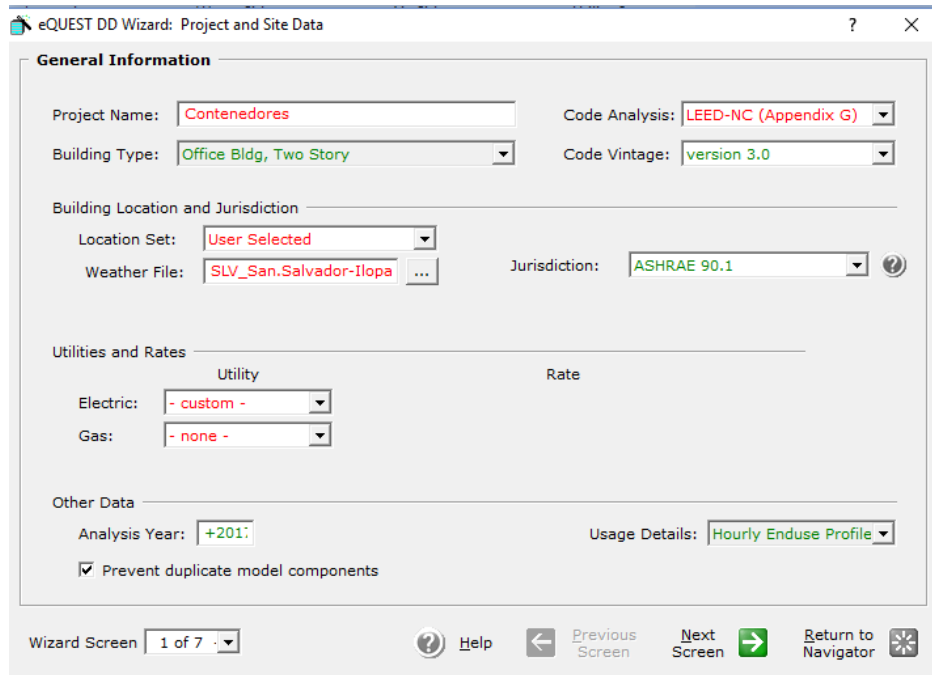 eQUEST DD Wizard: Project and Site Data ? X
General Information
Project Name: Contenedores Code Analysis: LEED-NC (Appendix G)
Building Type: Office Bldg, Two Story Code Vintage: version 3.0
Building Location and Jurisdiction
Location Set: User Selected
Weather File: SLV_San.Salvador-Ilopa ... Jurisdiction: ASHRAE 90.1 ?
Utilities and Rates
Utility Rate
Electric: - custom -
Gas: - none -
Other Data
Analysis Year: +201 Usage Details: Hourly Enduse Profile
Prevent duplicate model components
Wizard Screen 1 of 7 ? Help Previous Screen Next Screen Return to Navigator